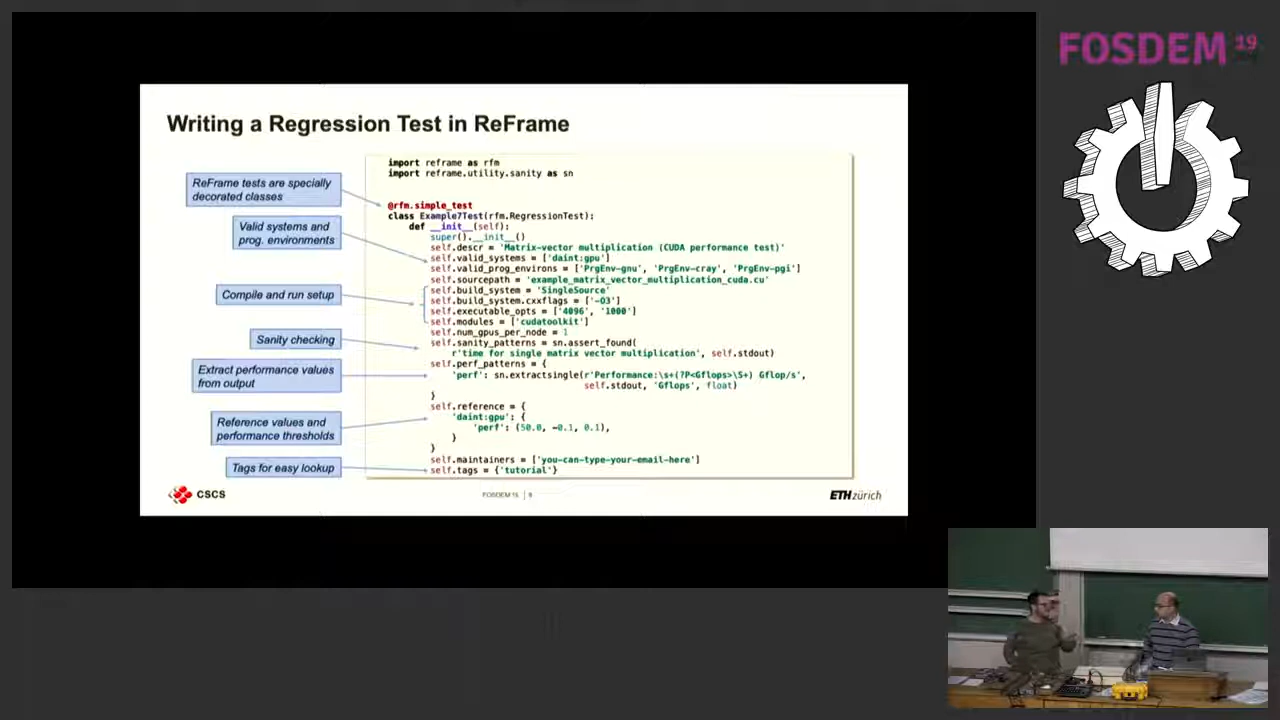 FOSDEM 19
Writing a Regression Test in ReFrame
ReFrame tests are specially
decorated classes
Valid systems and
prog. environments
Compile and run setup
Sanity checking
Extract performance values
from output
Reference values and
performance thresholds
Tags for easy lookup
import reframe as rfm
import reframe.utility.sanity as sn
@rfm.simple_test
class Example7Test(rfm.RegressionTest):
def __init__(self):
super().__init__()
self.descr = 'Matrix-vector multiplication (CUDA performance test)'
self.valid_systems = ['daint:gpu']
self.valid_prog_environs = ['PrgEnv-gnu', 'PrgEnv-cray', 'PrgEnv-pgi']
self.sourcepath = 'example_matrix_vector_multiplication_cuda.cu'
self.build_system = 'SingleSource'
self.build_system.cxxflags = ['-O3']
self.executable_opts = ['4096', '1000']
self.modules = ['cudatoolkit']
self.num_gpus_per_node = 1
self.sanity_patterns = sn.assert_found(
r'time for single matrix vector multiplication', self.stdout)
self.perf_patterns = {
'perf': sn.extractsingle(r'Performance:\s+(?P<Gflops>\S+) Gflop/s',
self.stdout, 'Gflops', float)
}
self.reference = {
'daint:gpu': {
'perf': (50.0, -0.1, 0.1),
}
}
self.maintainers = ['you-can-type-your-email-here']
self.tags = {'tutorial'}
CSCS
ETH zürich